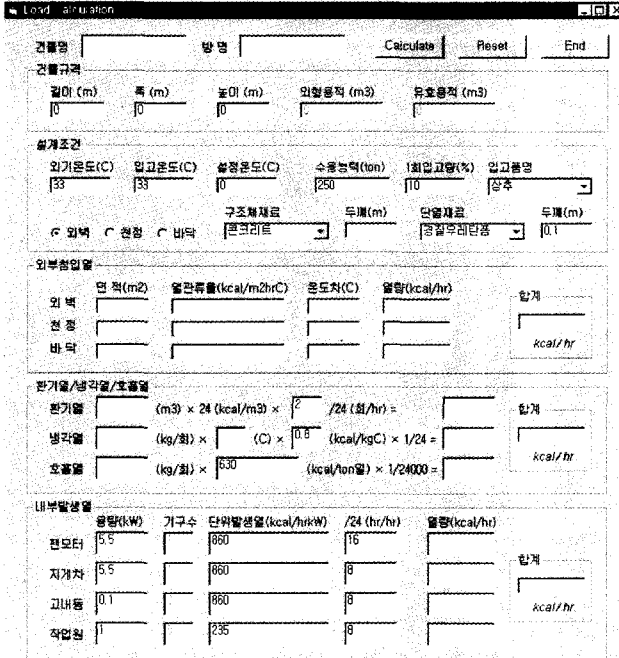 Load Calculation
건물명 방 명 Calculate Reset End
건물규격
길이 (m) 폭 (m) 높이 (m) 외형용적 (m3) 유효용적 (m3)
0 0 0
설계조건
외기온도(C) 입고온도(C) 설정온도(C) 수용능력(ton) 1회입고량(%) 입고품명
33 33 0 250 10 상추
구조체재료 두께(m) 단열재료 두께(m)
외벽 천정 바닥 콘크리트 경질우레탄폼 0.1
외부침입열
면 적(m2) 열관류율(kcal/m2hrC) 온도차(C) 열량(kcal/hr)
외 벽
천 정
바 닥
합계
kcal/hr
환기열/냉각열/호흡열
환기열 (m3) × 24 (kcal/m3) × 2 /24 (회/hr) =
냉각열 (kg/회) × (C) × 0.8 (kcal/kgC) × 1/24 =
호흡열 (kg/회) × 630 (kcal/ton일) × 1/24000 =
합계
kcal/hr
내부발생열
용량(kW) 기구수 단위발생열(kcal/hrkW) /24 (hr/hr) 열량(kcal/hr)
팬모터 5.5 860 16
지게차 5.5 860 8
고내등 0.1 860 8
작업원 1 235 8
합계
kcal/hr